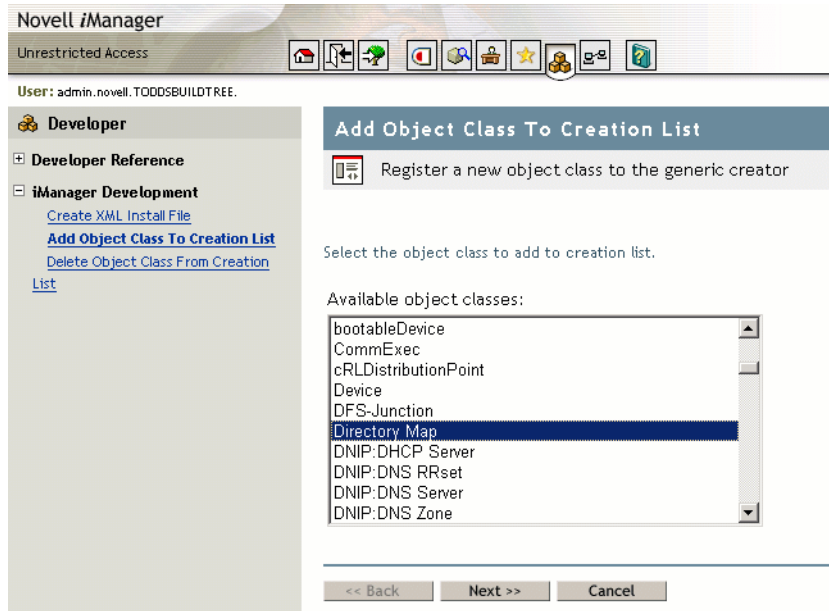 Novell iManager
Unrestricted Access
User: admin.novell.TODDSBUILDTREE.
Developer
Developer Reference
iManager Development
Create XML Install File
Add Object Class To Creation List
Delete Object Class From Creation
List
Add Object Class To Creation List
Register a new object class to the generic creator
Select the object class to add to creation list.
Available object classes:
bootableDevice
CommExec
cRLDistributionPoint
Device
DFS-Junction
Directory Map
DNIP:DHCP Server
DNIP:DNS RRset
DNIP:DNS Server
DNIP:DNS Zone
<< Back
Next >>
Cancel